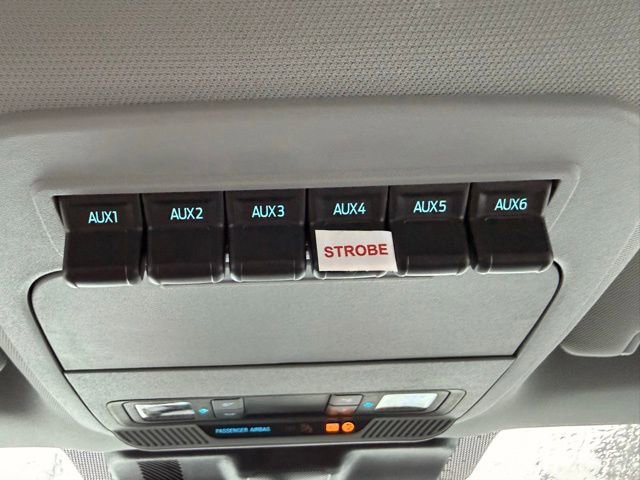 AUX1 AUX2 AUX3 AUX4 AUX5 AUX6
STROBE
PASSENGER AIRBAG